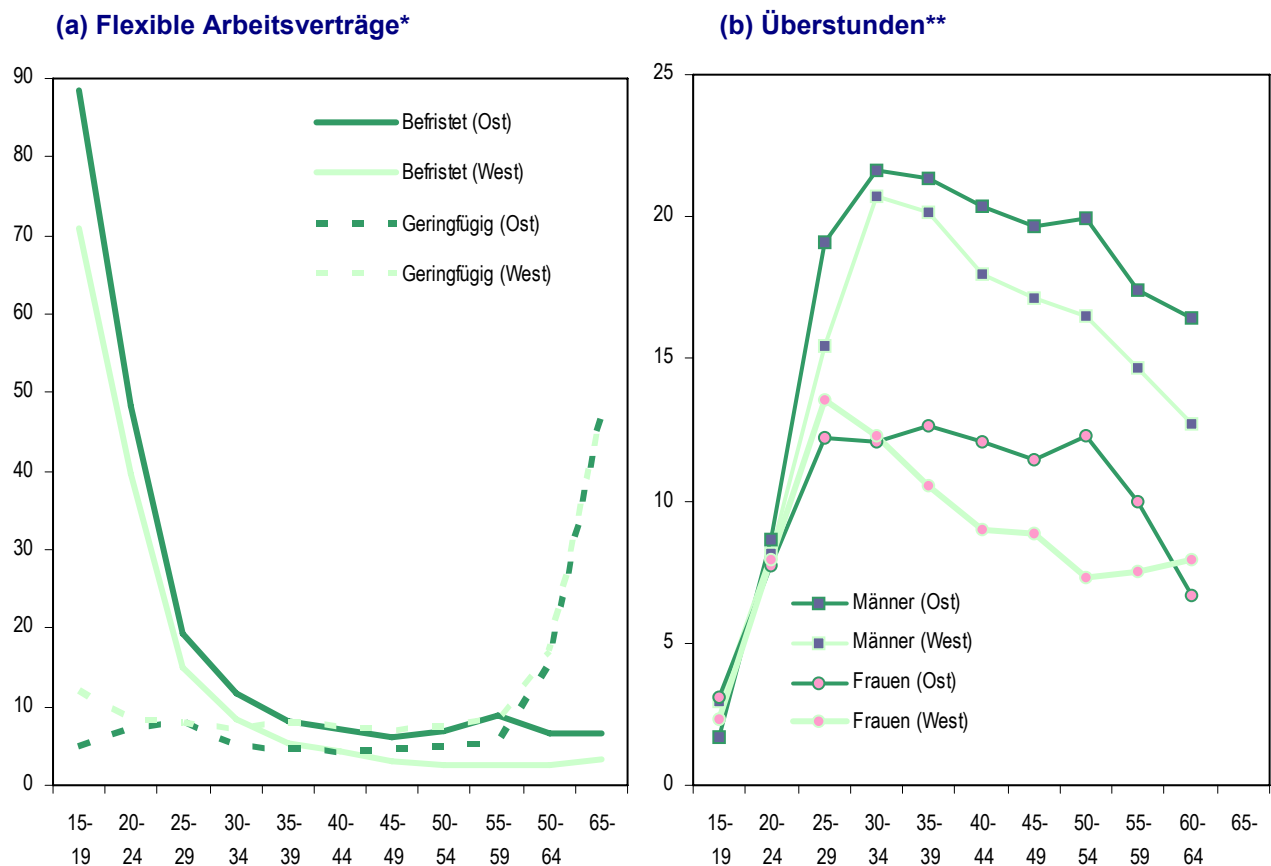 (a) Flexible Arbeitsverträge*
90
80
70
60
50
40
30
20
10
0
Befristet (Ost)
Befristet (West)
Geringfügig (Ost)
Geringfügig (West)
15- 20- 25- 30- 35- 40- 45- 50- 55- 50- 65-
19 24 29 34 39 44 49 54 59 64
(b) Überstunden**
25
20
15
10
5
0
Männer (Ost)
Männer (West)
Frauen (Ost)
Frauen (West)
15- 20- 25- 30- 35- 40- 45- 50- 55- 60- 65-
19 24 29 34 39 44 49 54 59 64